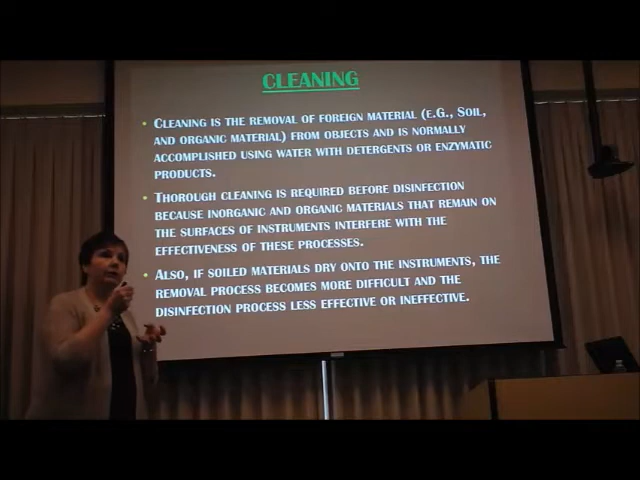 CLEANING
• CLEANING IS THE REMOVAL OF FOREIGN MATERIAL (E.G., SOIL,
AND ORGANIC MATERIAL) FROM OBJECTS AND IS NORMALLY
ACCOMPLISHED USING WATER WITH DETERGENTS OR ENZYMATIC
PRODUCTS.
• THOROUGH CLEANING IS REQUIRED BEFORE DISINFECTION
BECAUSE INORGANIC AND ORGANIC MATERIALS THAT REMAIN ON
THE SURFACES OF INSTRUMENTS INTERFERE WITH THE
EFFECTIVENESS OF THESE PROCESSES.
• ALSO, IF SOILED MATERIALS DRY ONTO THE INSTRUMENTS, THE
REMOVAL PROCESS BECOMES MORE DIFFICULT AND THE
DISINFECTION PROCESS LESS EFFECTIVE OR INEFFECTIVE.